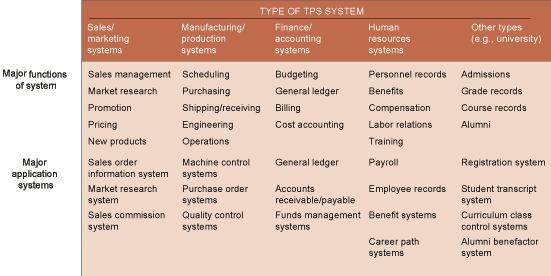 TYPE OF TPS SYSTEM
Sales/ Manufacturing/ Finance/ Human Other types
marketing production accounting resources (e.g., university)
systems systems systems systems
Major functions Sales management Scheduling Budgeting Personnel records Admissions
of system Market research Purchasing General ledger Benefits Grade records
Promotion Shipping/receiving Billing Compensation Course records
Pricing Engineering Cost accounting Labor relations Alumni
New products Operations Training
Major Sales order Machine control General ledger Payroll Registration system
application information system systems
systems Market research Purchase order Accounts Employee records Student transcript
system systems receivable/payable system
Sales commission Quality control Funds management Benefit systems Curriculum class
system systems systems control systems
Career path Alumni benefactor
systems system